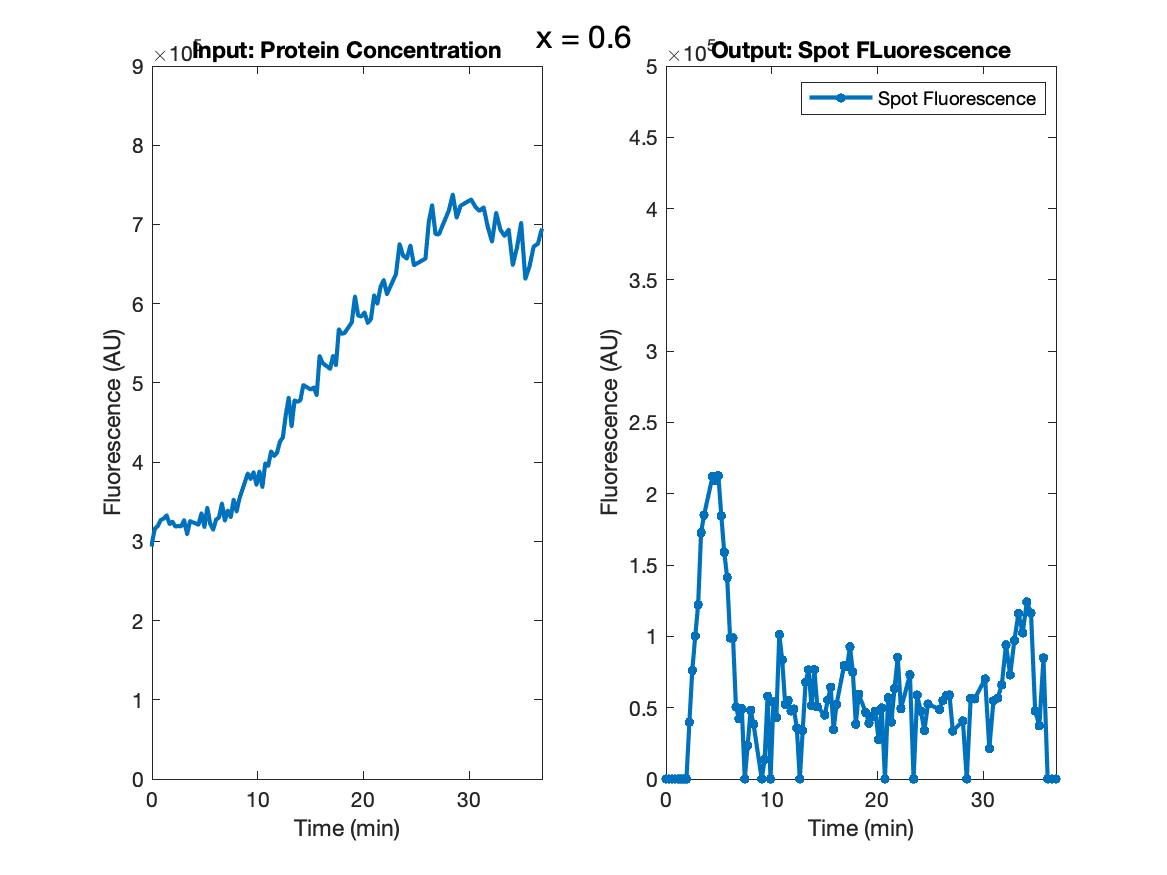 x = 0.6
×10⁵
Input: Protein Concentration
9
8
7
6
5
4
3
2
1
0
Fluorescence (AU)
0 10 20 30
Time (min)
×10⁵
Output: Spot FLuorescence
Spot Fluorescence
5
4.5
4
3.5
3
2.5
2
1.5
1
0.5
0
Fluorescence (AU)
0 10 20 30
Time (min)